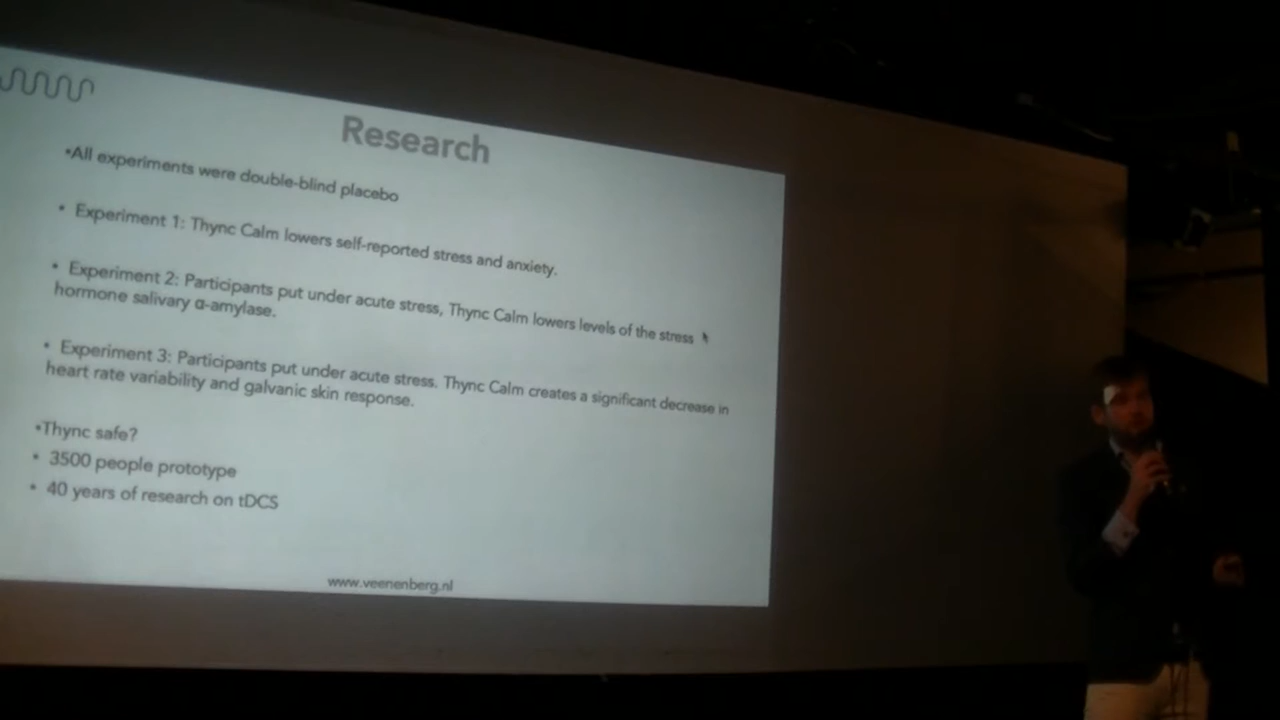 Research
•All experiments were double-blind placebo
• Experiment 1: Thync Calm lowers self-reported stress and anxiety.
• Experiment 2: Participants put under acute stress, Thync Calm lowers levels of the stress
hormone salivary α-amylase.
• Experiment 3: Participants put under acute stress. Thync Calm creates a significant decrease in
heart rate variability and galvanic skin response.
•Thync safe?
• 3500 people prototype
• 40 years of research on tDCS
www.veenenberg.nl